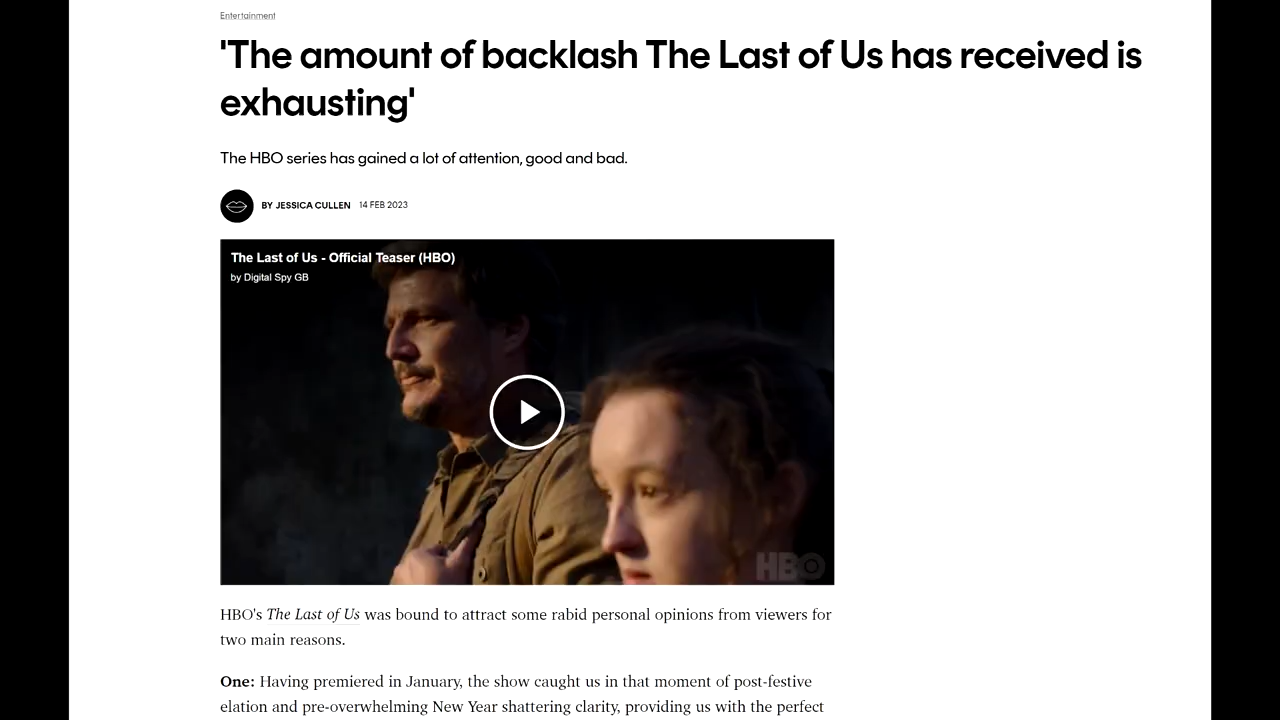 Entertainment
'The amount of backlash The Last of Us has received is
exhausting'
The HBO series has gained a lot of attention, good and bad.
BY JESSICA CULLEN 14 FEB 2023
The Last of Us - Official Teaser (HBO)
by Digital Spy GB
HBO
HBO's The Last of Us was bound to attract some rabid personal opinions from viewers for
two main reasons.
One: Having premiered in January, the show caught us in that moment of post-festive
elation and pre-overwhelming New Year shattering clarity, providing us with the perfect